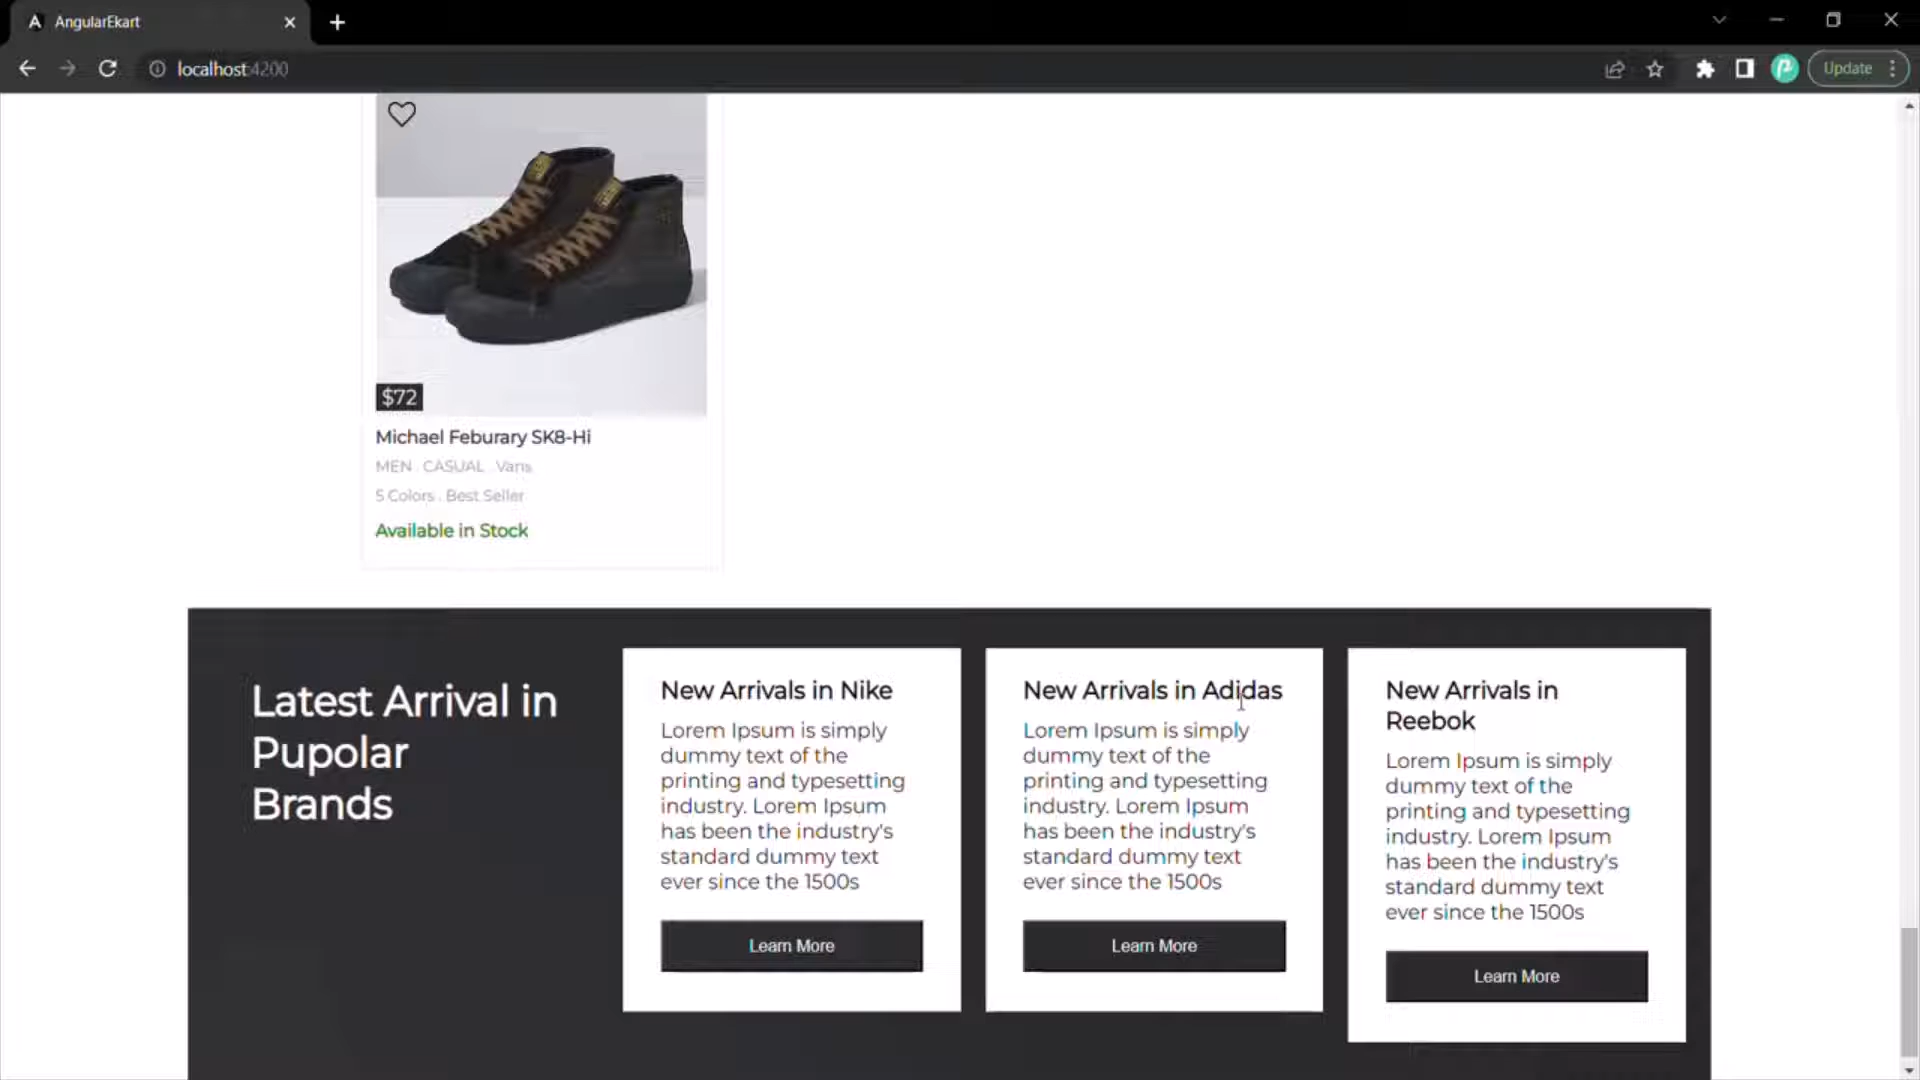 AngularEkart
localhost:4200
Update
$72
Michael Feburary SK8-Hi
MEN . CASUAL . Vans
5 Colors . Best Seller
Available in Stock
Latest Arrival in
Pupolar
Brands
New Arrivals in Nike
Lorem Ipsum is simply
dummy text of the
printing and typesetting
industry. Lorem Ipsum
has been the industry's
standard dummy text
ever since the 1500s
Learn More
New Arrivals in Adidas
Lorem Ipsum is simply
dummy text of the
printing and typesetting
industry. Lorem Ipsum
has been the industry's
standard dummy text
ever since the 1500s
Learn More
New Arrivals in
Reebok
Lorem Ipsum is simply
dummy text of the
printing and typesetting
industry. Lorem Ipsum
has been the industry's
standard dummy text
ever since the 1500s
Learn More